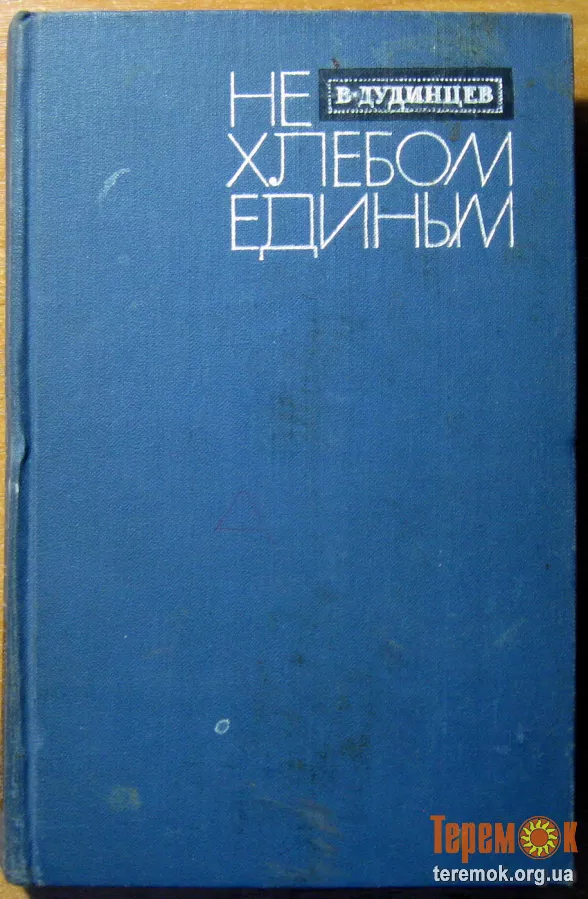 НЕ В·ДУДИНЦЕВ
ХЛЕБОМ
ЕДИНЫМ
ТеремОк
teremok.org.ua